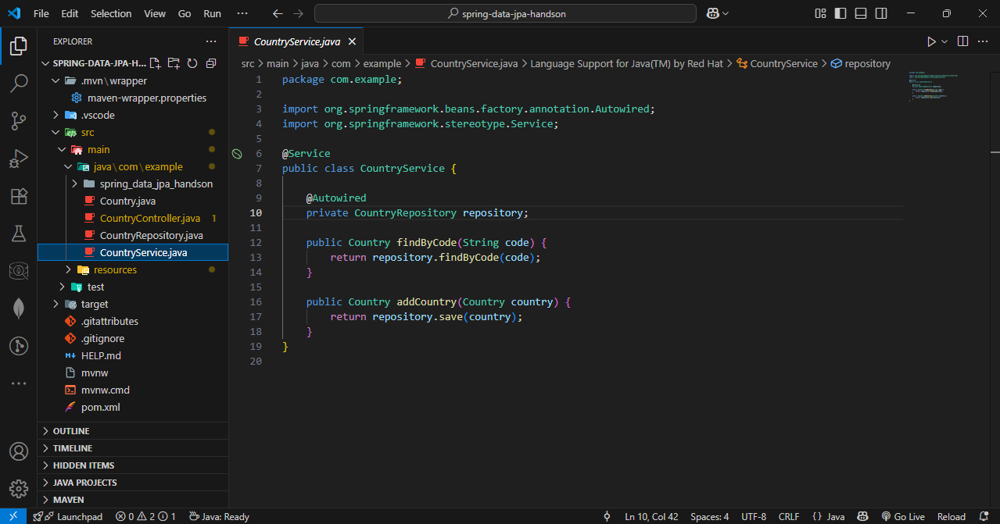 File Edit Selection View Go Run ··· spring-data-jpa-handson
EXPLORER ···
SPRING-DATA-JPA-H...
.mvn\wrapper
maven-wrapper.properties
.vscode
src
main
java\com\example
spring_data_jpa_handson
Country.java
CountryController.java 1
CountryRepository.java
CountryService.java
resources
test
target
.gitattributes
.gitignore
HELP.md
mvnw
mvnw.cmd
pom.xml
OUTLINE
TIMELINE
HIDDEN ITEMS
JAVA PROJECTS
MAVEN
CountryService.java
src > main > java > com > example > CountryService.java > Language Support for Java(TM) by Red Hat > CountryService > repository
1 package com.example;
2
3 import org.springframework.beans.factory.annotation.Autowired;
4 import org.springframework.stereotype.Service;
5
6 @Service
7 public class CountryService {
8
9 @Autowired
10 private CountryRepository repository;
11
12 public Country findByCode(String code) {
13 return repository.findByCode(code);
14 }
15
16 public Country addCountry(Country country) {
17 return repository.save(country);
18 }
19 }
20
Launchpad 0 2 1 Java: Ready Ln 10, Col 42 Spaces: 4 UTF-8 CRLF {} Java Go Live Reload